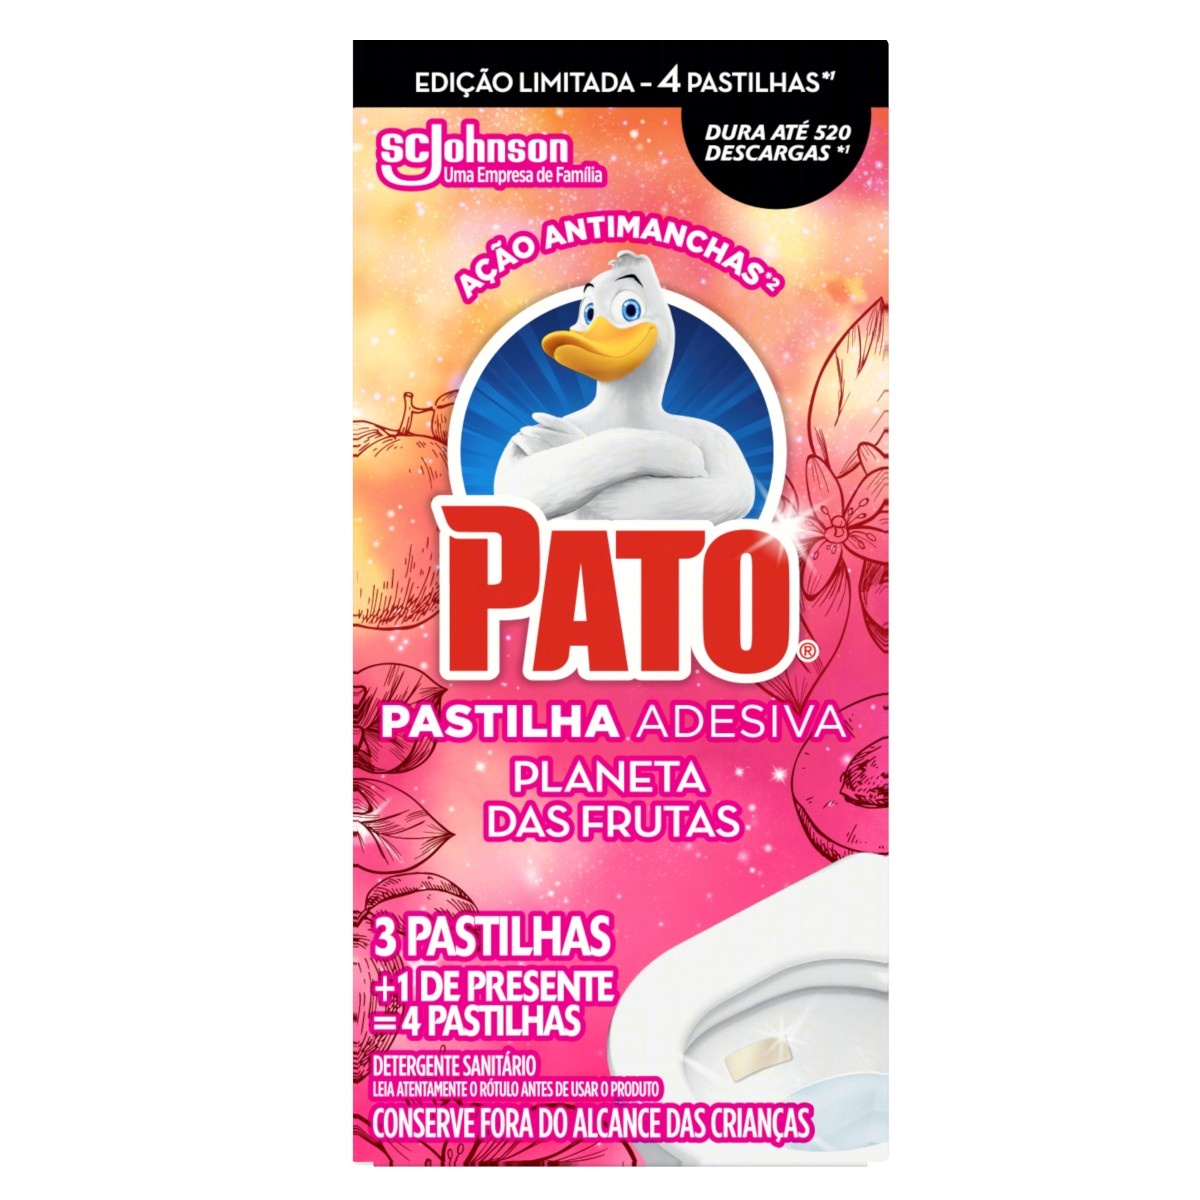 EDIÇÃO LIMITADA - 4 PASTILHAS*¹
DURA ATÉ 520
DESCARGAS *¹
SCJohnson
Uma Empresa de Família
AÇÃO ANTIMANCHAS*²
PATO®
PASTILHA ADESIVA
PLANETA
DAS FRUTAS
3 PASTILHAS
+1 DE PRESENTE
=4 PASTILHAS
DETERGENTE SANITÁRIO
LEIA ATENTAMENTE O RÓTULO ANTES DE USAR O PRODUTO
CONSERVE FORA DO ALCANCE DAS CRIANÇAS